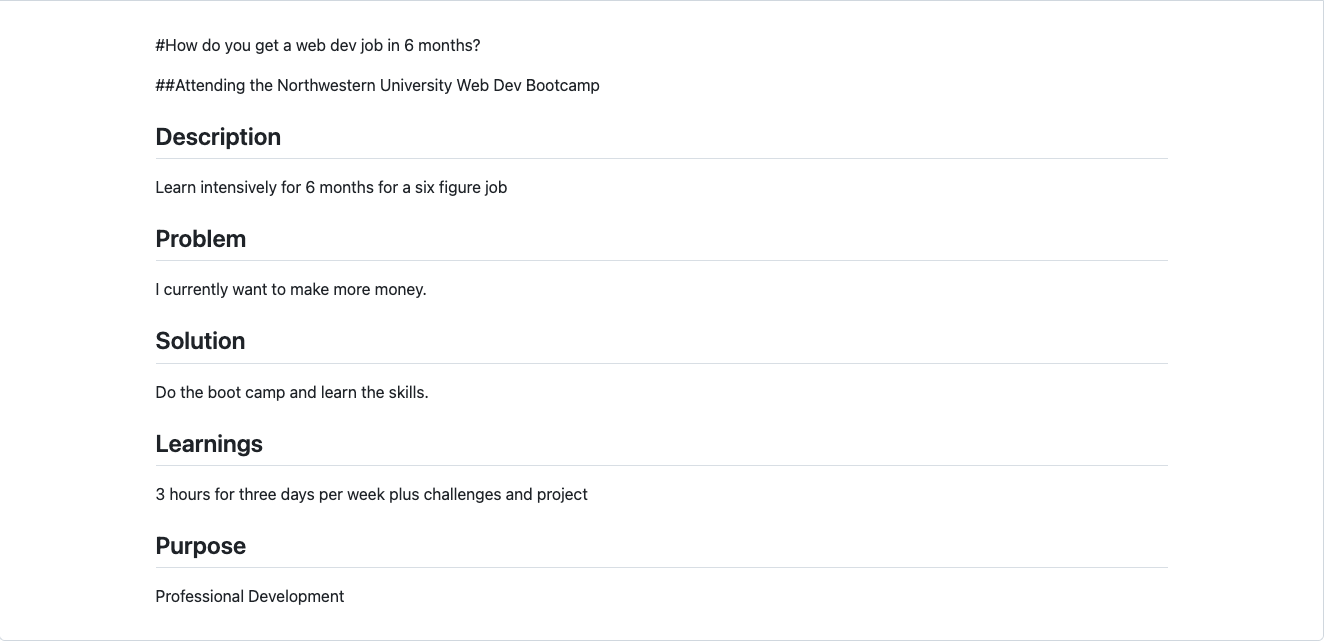 #How do you get a web dev job in 6 months?
##Attending the Northwestern University Web Dev Bootcamp
Description
Learn intensively for 6 months for a six figure job
Problem
I currently want to make more money.
Solution
Do the boot camp and learn the skills.
Learnings
3 hours for three days per week plus challenges and project
Purpose
Professional Development